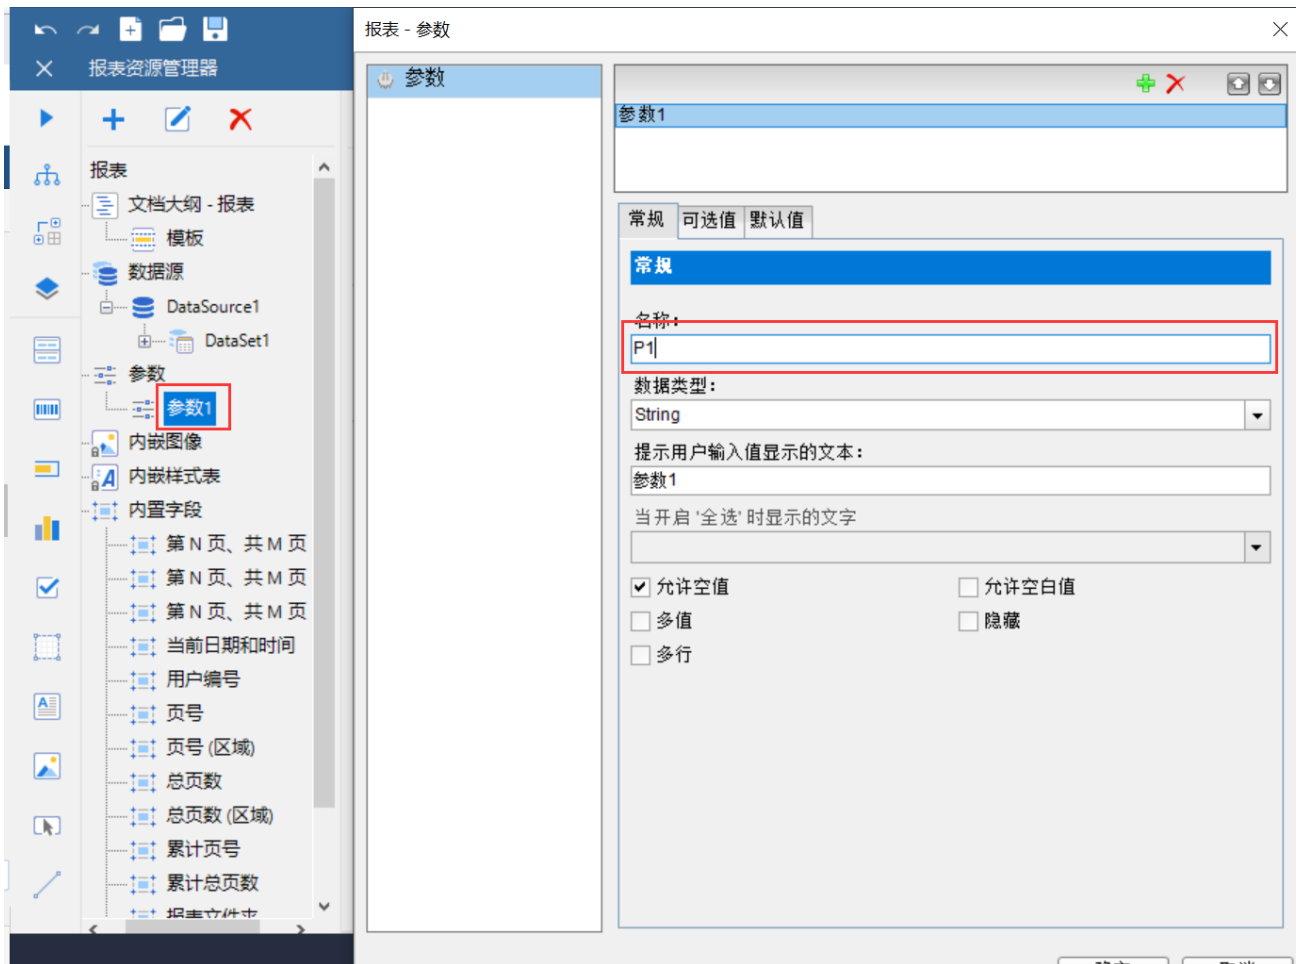 报表资源管理器
报表
文档大纲 - 报表
模板
数据源
DataSource1
DataSet1
参数
参数1
内嵌图像
内嵌样式表
内置字段
第 N 页、共 M 页
第 N 页、共 M 页
第 N 页、共 M 页
当前日期和时间
用户编号
页号
页号 (区域)
总页数
总页数 (区域)
累计页号
累计总页数
报表文件夹
报表 - 参数
参数
参数1
常规
可选值
默认值
常规
名称:
P1
数据类型:
String
提示用户输入值显示的文本:
参数1
当开启 '全选' 时显示的文字
允许空值
允许空白值
多值
隐藏
多行